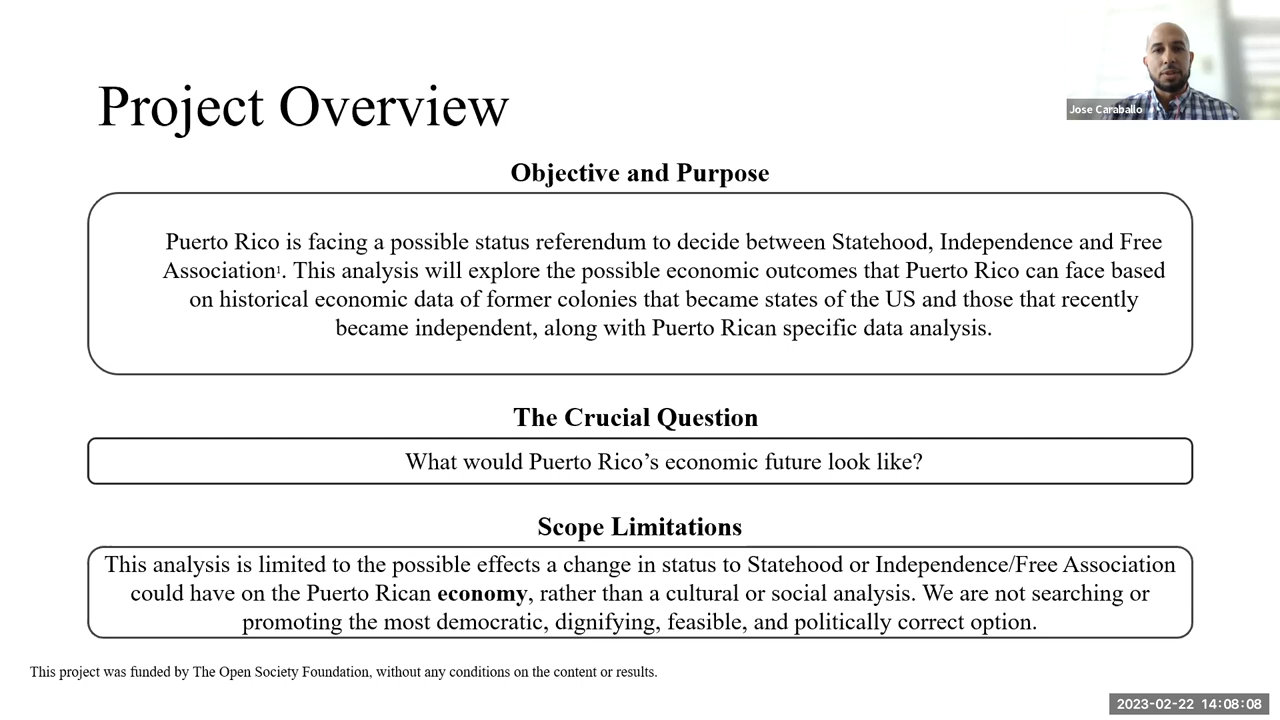 Project Overview
Jose Caraballo
Objective and Purpose
Puerto Rico is facing a possible status referendum to decide between Statehood, Independence and Free
Association¹. This analysis will explore the possible economic outcomes that Puerto Rico can face based
on historical economic data of former colonies that became states of the US and those that recently
became independent, along with Puerto Rican specific data analysis.
The Crucial Question
What would Puerto Rico’s economic future look like?
Scope Limitations
This analysis is limited to the possible effects a change in status to Statehood or Independence/Free Association
could have on the Puerto Rican economy, rather than a cultural or social analysis. We are not searching or
promoting the most democratic, dignifying, feasible, and politically correct option.
This project was funded by The Open Society Foundation, without any conditions on the content or results.
2023-02-22 14:08:08